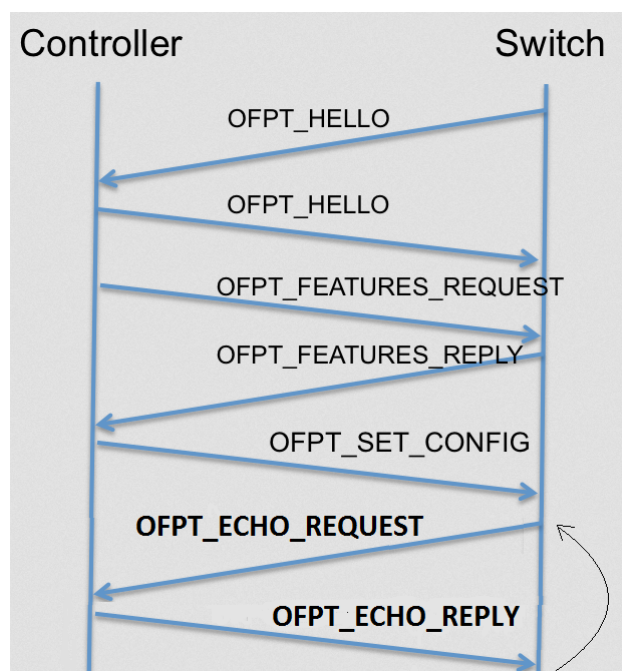 Controller
Switch
OFPT_HELLO
OFPT_HELLO
OFPT_FEATURES_REQUEST
OFPT_FEATURES_REPLY
OFPT_SET_CONFIG
OFPT_ECHO_REQUEST
OFPT_ECHO_REPLY